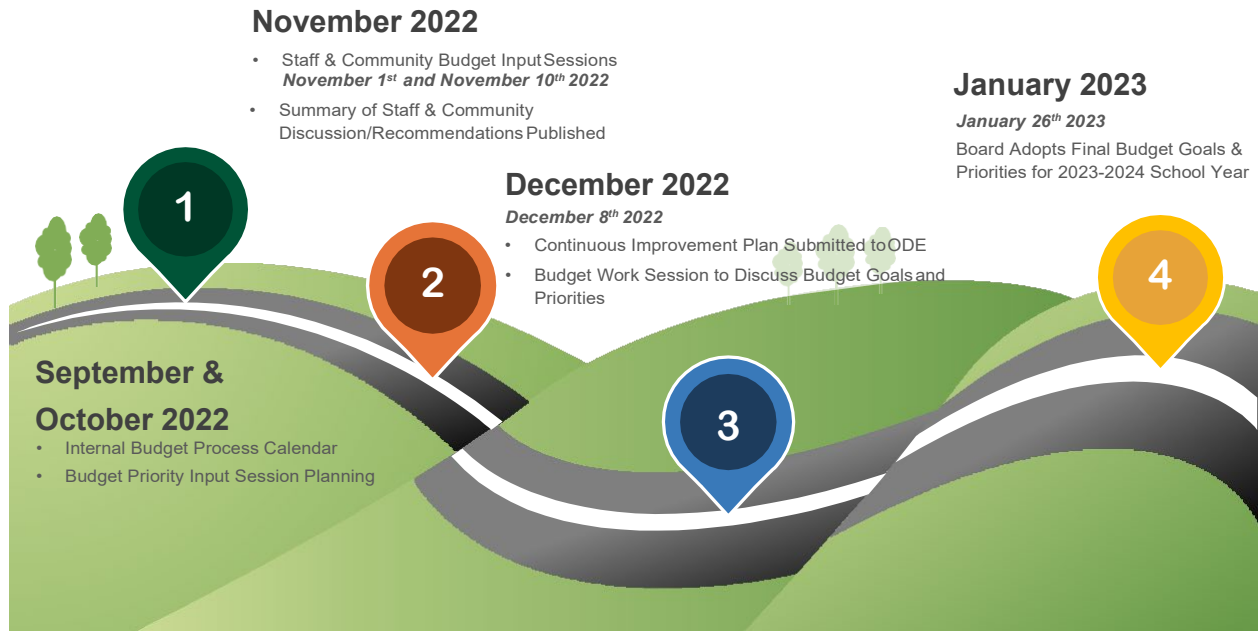 1
September &
October 2022
• Internal Budget Process Calendar
• Budget Priority Input Session Planning
2
November 2022
• Staff & Community Budget Input Sessions
November 1st and November 10th 2022
• Summary of Staff & Community
Discussion/Recommendations Published
3
December 2022
December 8th 2022
• Continuous Improvement Plan Submitted to ODE
• Budget Work Session to Discuss Budget Goals and
Priorities
4
January 2023
January 26th 2023
Board Adopts Final Budget Goals &
Priorities for 2023-2024 School Year